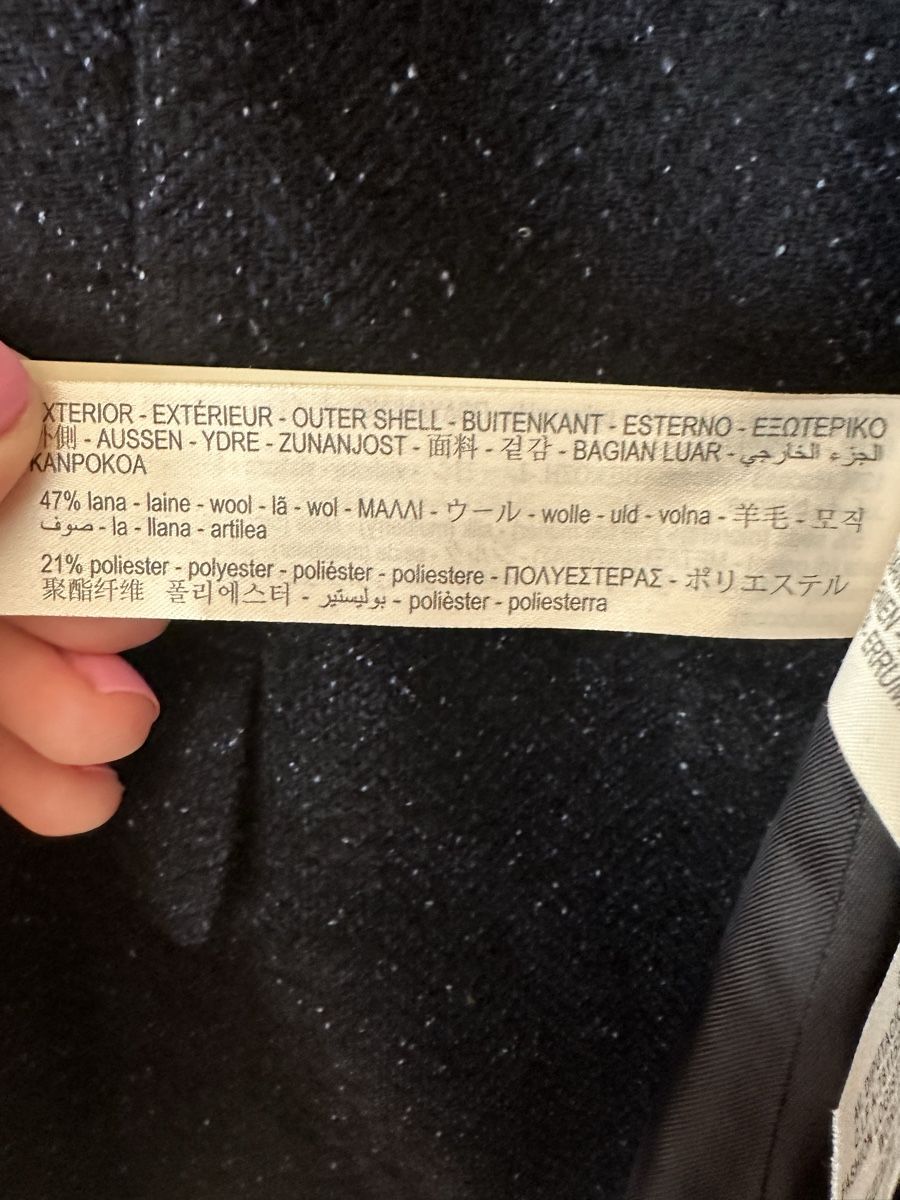 XTERIOR - EXTÉRIEUR - OUTER SHELL - BUITENKANT - ESTERNO - ΕΞΩΤΕΡΙΚΟ
外側 - AUSSEN - YDRE - ZUNANJOST - 面料 - 겉감 - BAGIAN LUAR - الجزء الخارجي
KANPOKOA
47% lana - laine - wool - lã - wol - ΜΑΛΛΙ - ウール - wolle - uld - volna - 羊毛 - 모직
صوف - la - llana - artilea
21% poliester - polyester - poliéster - poliestere - ΠΟΛΥΕΣΤΕΡΑΣ - ポリエステル
聚酯纤维 폴리에스터 - بوليستير - polièster - poliesterra